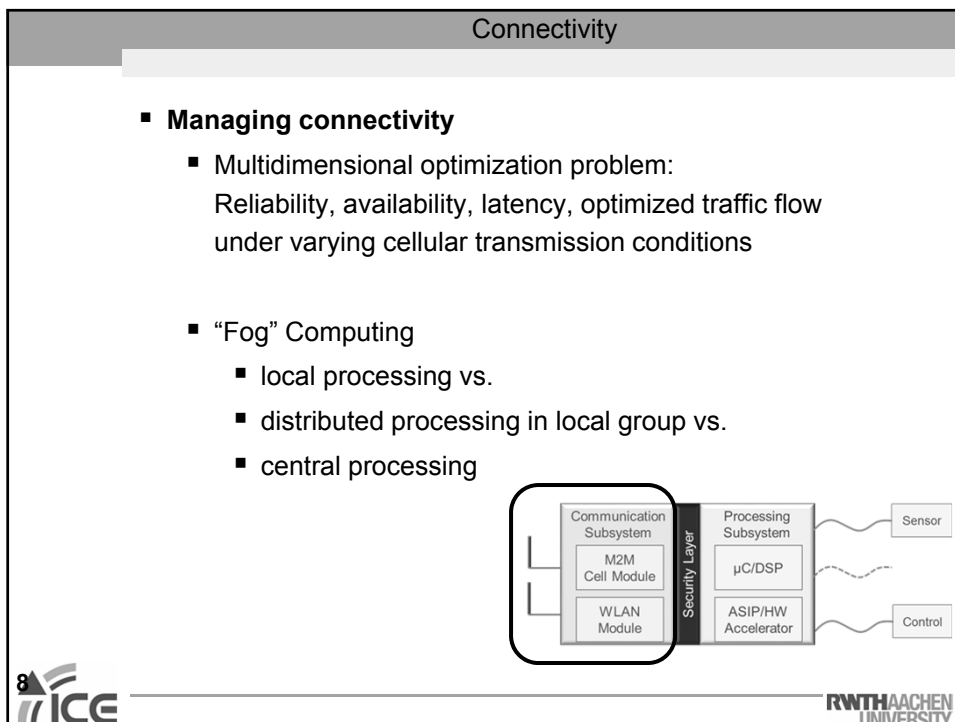 Connectivity
Managing connectivity
Multidimensional optimization problem:
Reliability, availability, latency, optimized traffic flow
under varying cellular transmission conditions
“Fog” Computing
local processing vs.
distributed processing in local group vs.
central processing
Communication
Subsystem
M2M
Cell Module
WLAN
Module
Security Layer
Processing
Subsystem
µC/DSP
ASIP/HW
Accelerator
Sensor
Control
8
ICE
RWTHAACHEN
UNIVERSITY